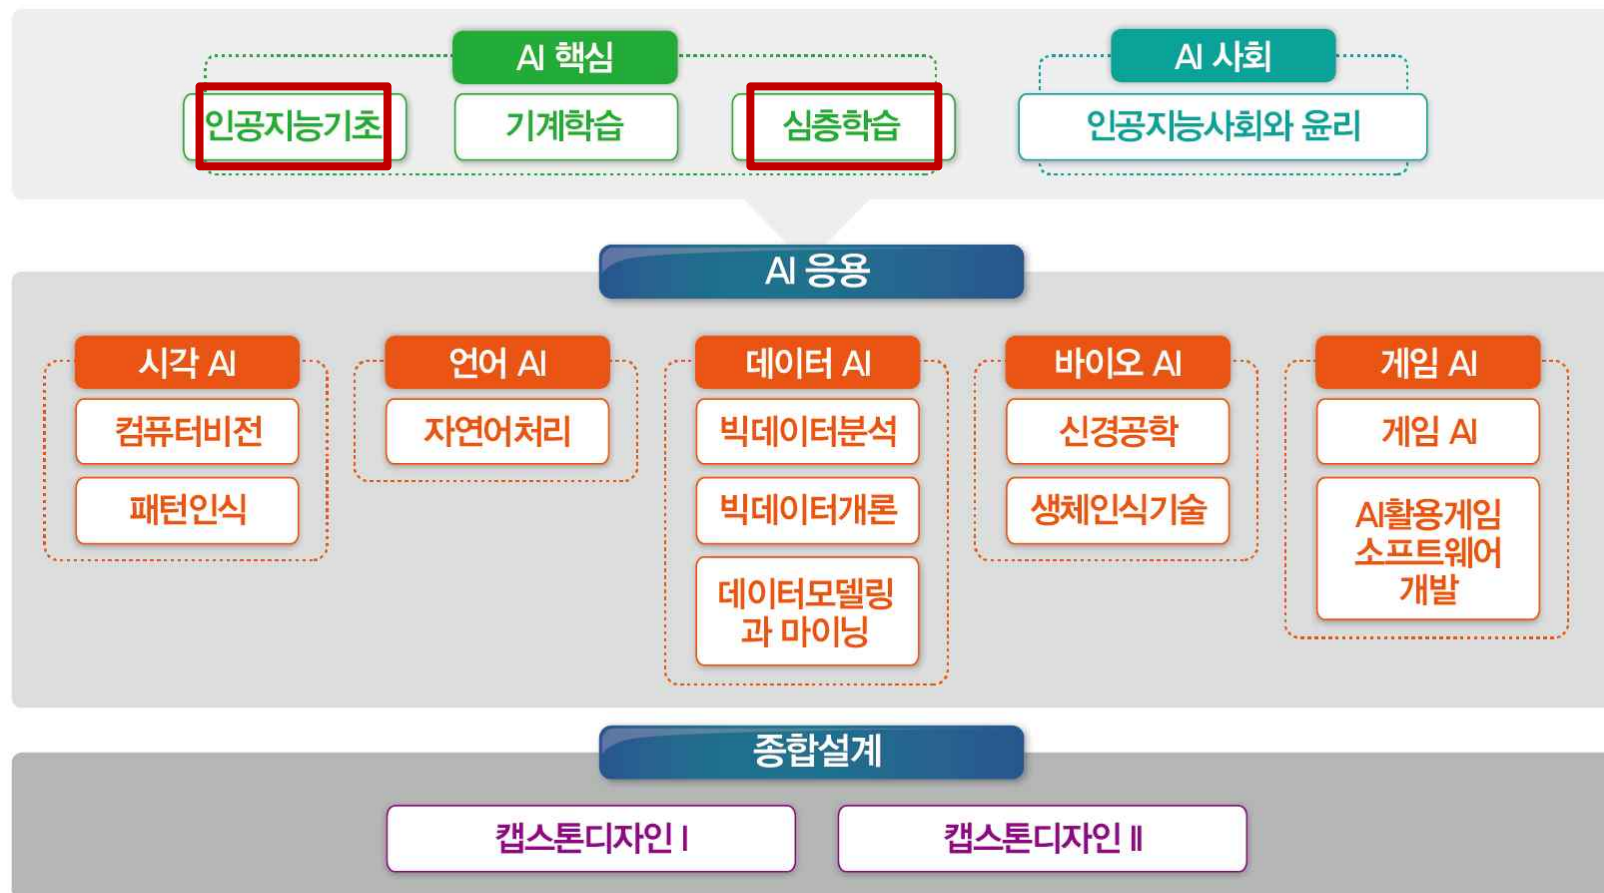 AI 핵심
AI 사회
인공지능기초
기계학습
심층학습
인공지능사회와 윤리
AI 응용
시각 AI
컴퓨터비전
패턴인식
언어 AI
자연어처리
데이터 AI
빅데이터분석
빅데이터개론
데이터모델링
과 마이닝
바이오 AI
신경공학
생체인식기술
게임 AI
게임 AI
AI활용게임
소프트웨어
개발
종합설계
캡스톤디자인 I
캡스톤디자인 II